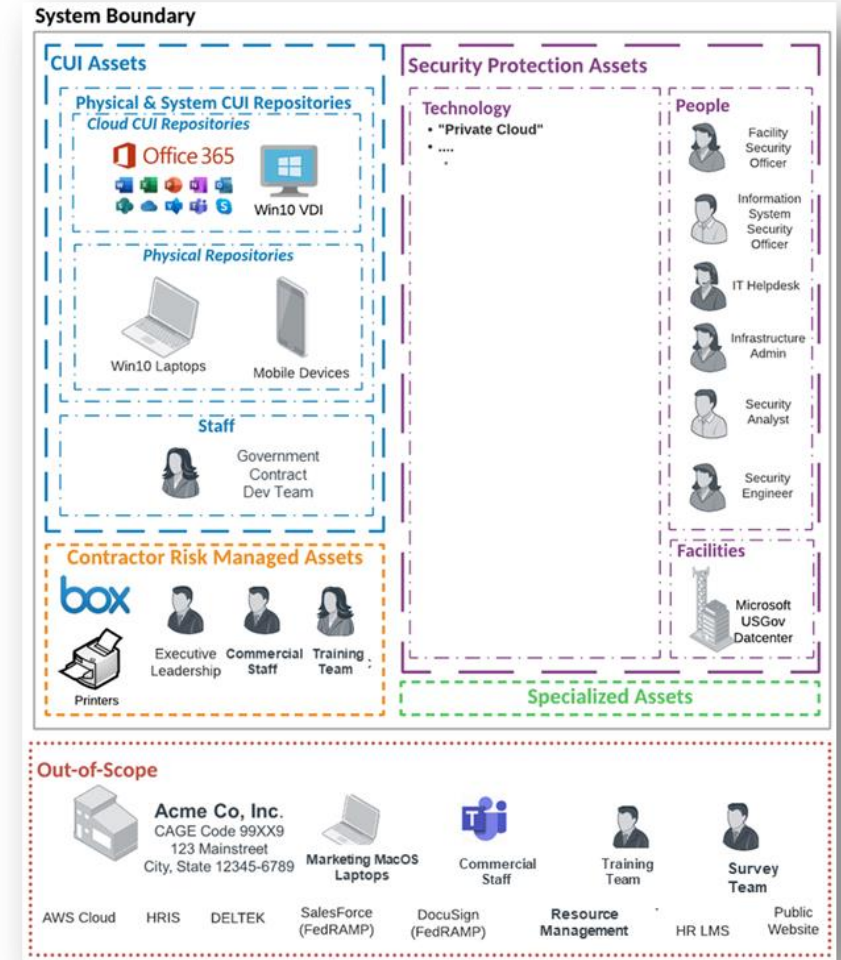 System Boundary
CUI Assets
Physical & System CUI Repositories
Cloud CUI Repositories
Office 365
Win10 VDI
Physical Repositories
Win10 Laptops
Mobile Devices
Staff
Government
Contract
Dev Team
Contractor Risk Managed Assets
box
Printers
Executive
Leadership
Commercial
Staff
Training
Team
:
Security Protection Assets
Technology
• "Private Cloud"
• ....
•
People
Facility
Security
Officer
Information
System
Security
Officer
IT Helpdesk
Infrastructure
Admin
Security
Analyst
Security
Engineer
Facilities
Microsoft
USGov
Datcenter
Specialized Assets
Out-of-Scope
Acme Co, Inc.
CAGE Code 99XX9
123 Mainstreet
City, State 12345-6789
Marketing MacOS
Laptops
Commercial
Staff
Training
Team
Survey
Team
AWS Cloud
HRIS
DELTEK
SalesForce
(FedRAMP)
DocuSign
(FedRAMP)
Resource
Management
HR LMS
Public
Website